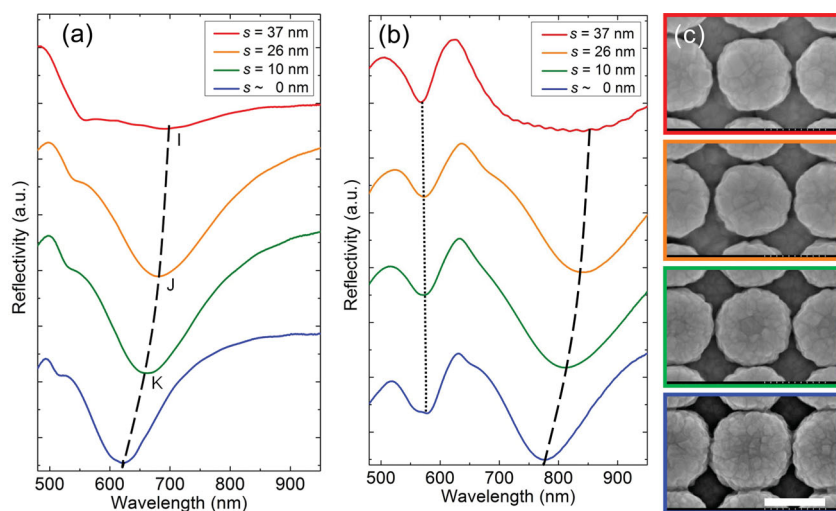 (a)
s = 37 nm
s = 26 nm
s = 10 nm
s ~ 0 nm
I
J
K
Reflectivity (a.u.)
500 600 700 800 900
Wavelength (nm)
(b)
s = 37 nm
s = 26 nm
s = 10 nm
s ~ 0 nm
Reflectivity (a.u.)
500 600 700 800 900
Wavelength (nm)
(c)